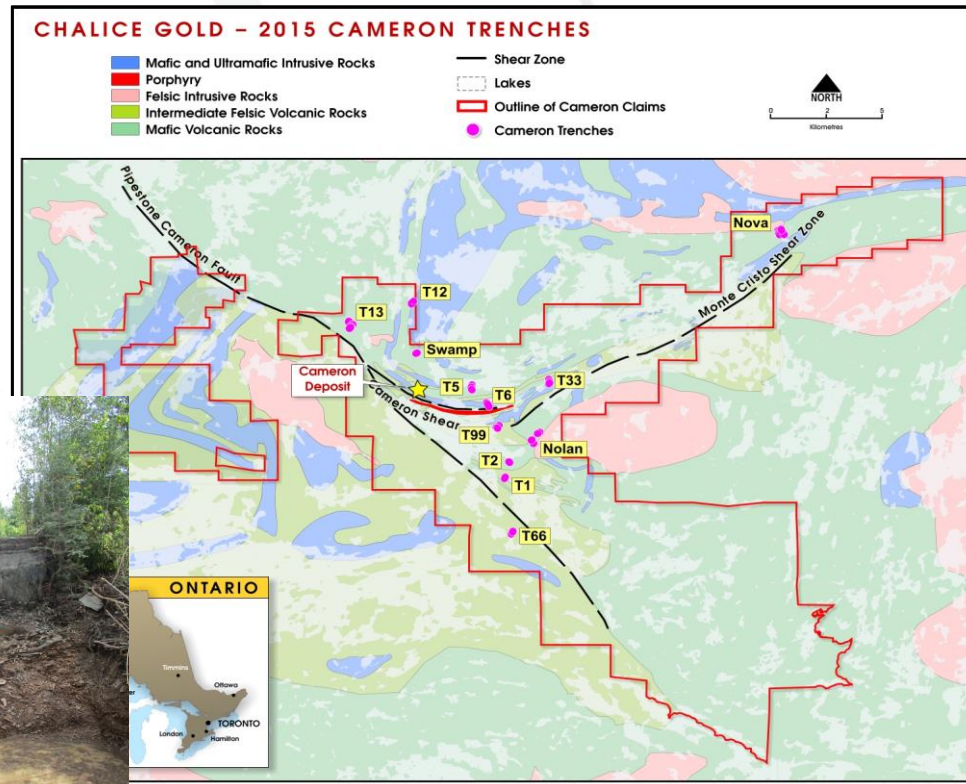 CHALICE GOLD – 2015 CAMERON TRENCHES
Mafic and Ultramafic Intrusive Rocks
Porphyry
Felsic Intrusive Rocks
Intermediate Felsic Volcanic Rocks
Mafic Volcanic Rocks
Shear Zone
Lakes
Outline of Cameron Claims
Cameron Trenches
NORTH
0 2 5
Kilometres
Pipestone Cameron Fault
Nova
Monte Cristo Shear Zone
T12
T13
Swamp
Cameron
Deposit
T5
T33
T6
Cameron Shear
T99
Nolan
T2
T1
T66
ONTARIO
Timmins
Ottawa
TORONTO
London
Hamilton